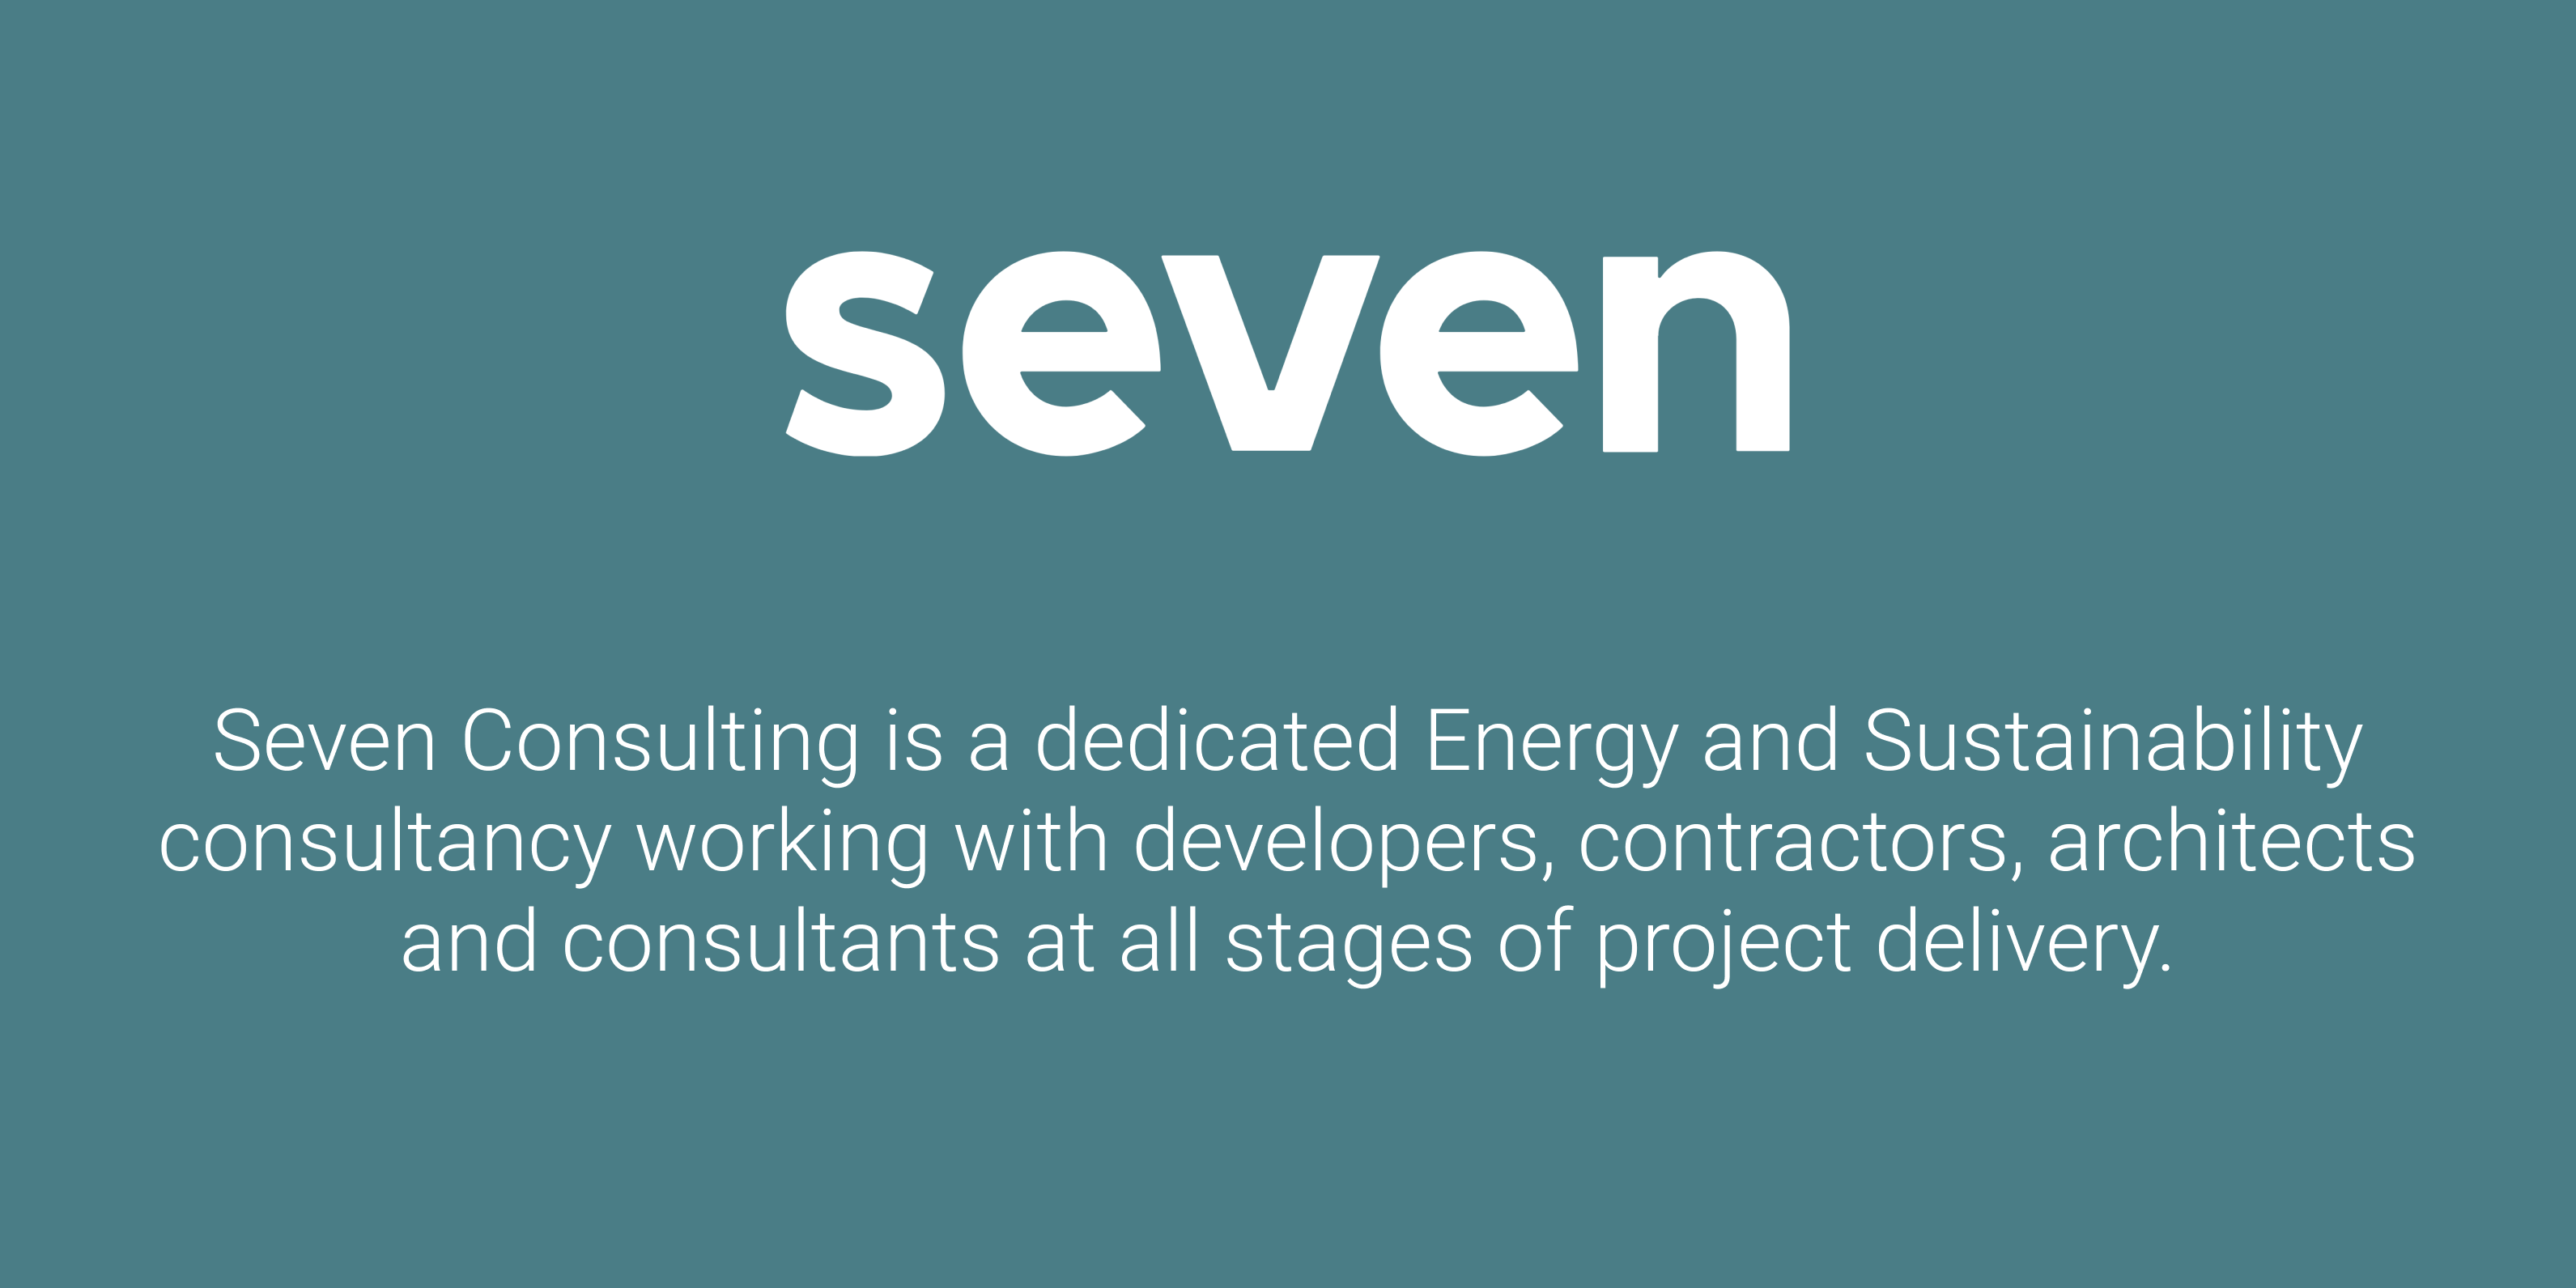 seven
Seven Consulting is a dedicated Energy and Sustainability
consultancy working with developers, contractors, architects
and consultants at all stages of project delivery.